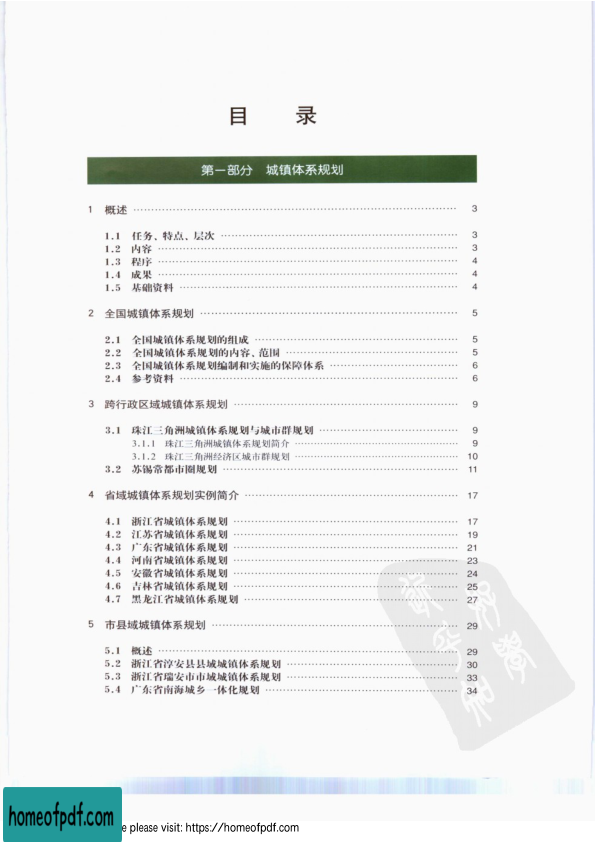 目 录
第一部分 城镇体系规划
1 概述 …… 3
1.1 任务、特点、层次 …… 3
1.2 内容 …… 3
1.3 程序 …… 4
1.4 成果 …… 4
1.5 基础资料 …… 4
2 全国城镇体系规划 …… 5
2.1 全国城镇体系规划的组成 …… 5
2.2 全国城镇体系规划的内容、范围 …… 5
2.3 全国城镇体系规划编制和实施的保障体系 …… 6
2.4 参考资料 …… 6
3 跨行政区域城镇体系规划 …… 9
3.1 珠江三角洲城镇体系规划与城市群规划 …… 9
3.1.1 珠江三角洲城镇体系规划简介 …… 9
3.1.2 珠江三角洲经济区城市群规划 …… 10
3.2 苏锡常都市圈规划 …… 11
4 省域城镇体系规划实例简介 …… 17
4.1 浙江省城镇体系规划 …… 17
4.2 江苏省城镇体系规划 …… 19
4.3 广东省城镇体系规划 …… 21
4.4 河南省城镇体系规划 …… 23
4.5 安徽省城镇体系规划 …… 24
4.6 吉林省城镇体系规划 …… 25
4.7 黑龙江省城镇体系规划 …… 27
5 市县域城镇体系规划 …… 29
5.1 概述 …… 29
5.2 浙江省淳安县县域城镇体系规划 …… 30
5.3 浙江省瑞安市市域城镇体系规划 …… 33
5.4 广东省南海城乡一体化规划 …… 34
homeofpdf.com
please visit: https://homeofpdf.com